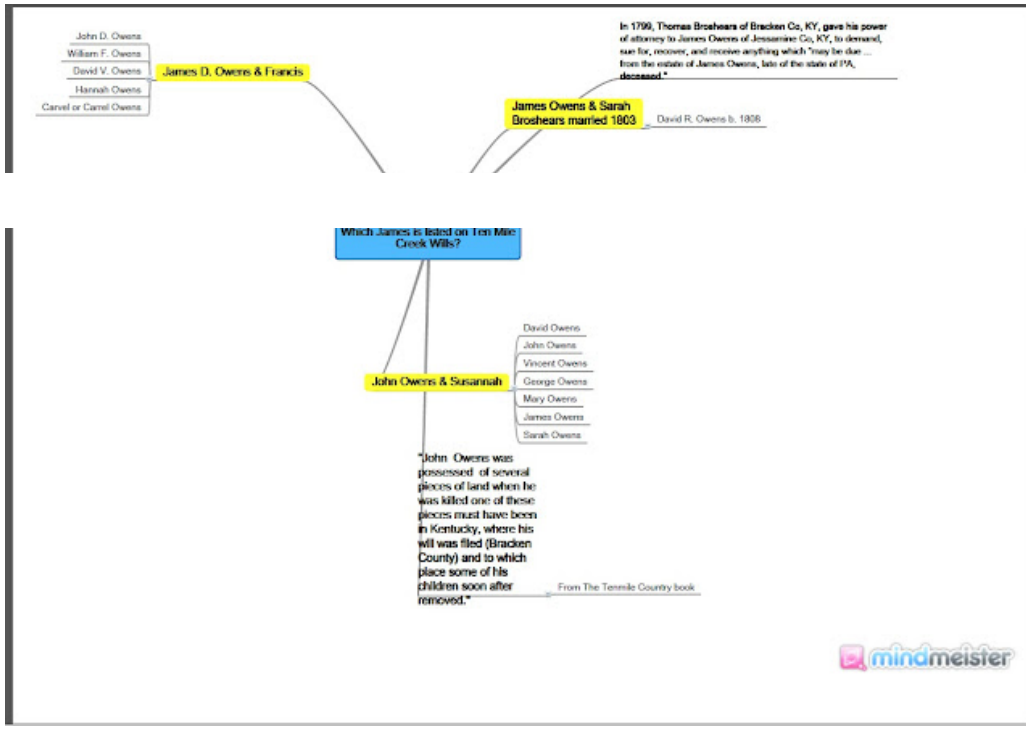 John D. Owens
William F. Owens
David V. Owens
Hannah Owens
Carvel or Carrel Owens
James D. Owens & Francis
In 1799, Thomas Broshears of Bracken Co, KY, gave his power
of attorney to James Owens of Jessamine Co, KY, to demand,
sue for, recover, and receive anything which "may be due ...
from the estate of James Owens, late of the state of PA,
deceased."
James Owens & Sarah
Broshears married 1803
David R. Owens b. 1808
Which James is listed on Ten Mile
Creek Wills?
John Owens & Susannah
David Owens
John Owens
Vincent Owens
George Owens
Mary Owens
James Owens
Sarah Owens
"John Owens was
possessed of several
pieces of land when he
was killed one of these
pieces must have been
in Kentucky, where his
will was filed (Bracken
County) and to which
place some of his
children soon after
removed."
From The Tenmile Country book
mindmeister